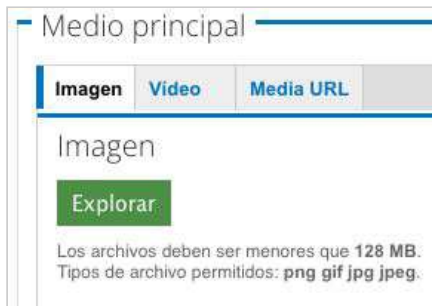 Medio principal
Imagen Vídeo Media URL
Imagen
Explorar
Los archivos deben ser menores que 128 MB.
Tipos de archivo permitidos: png gif jpg jpeg.